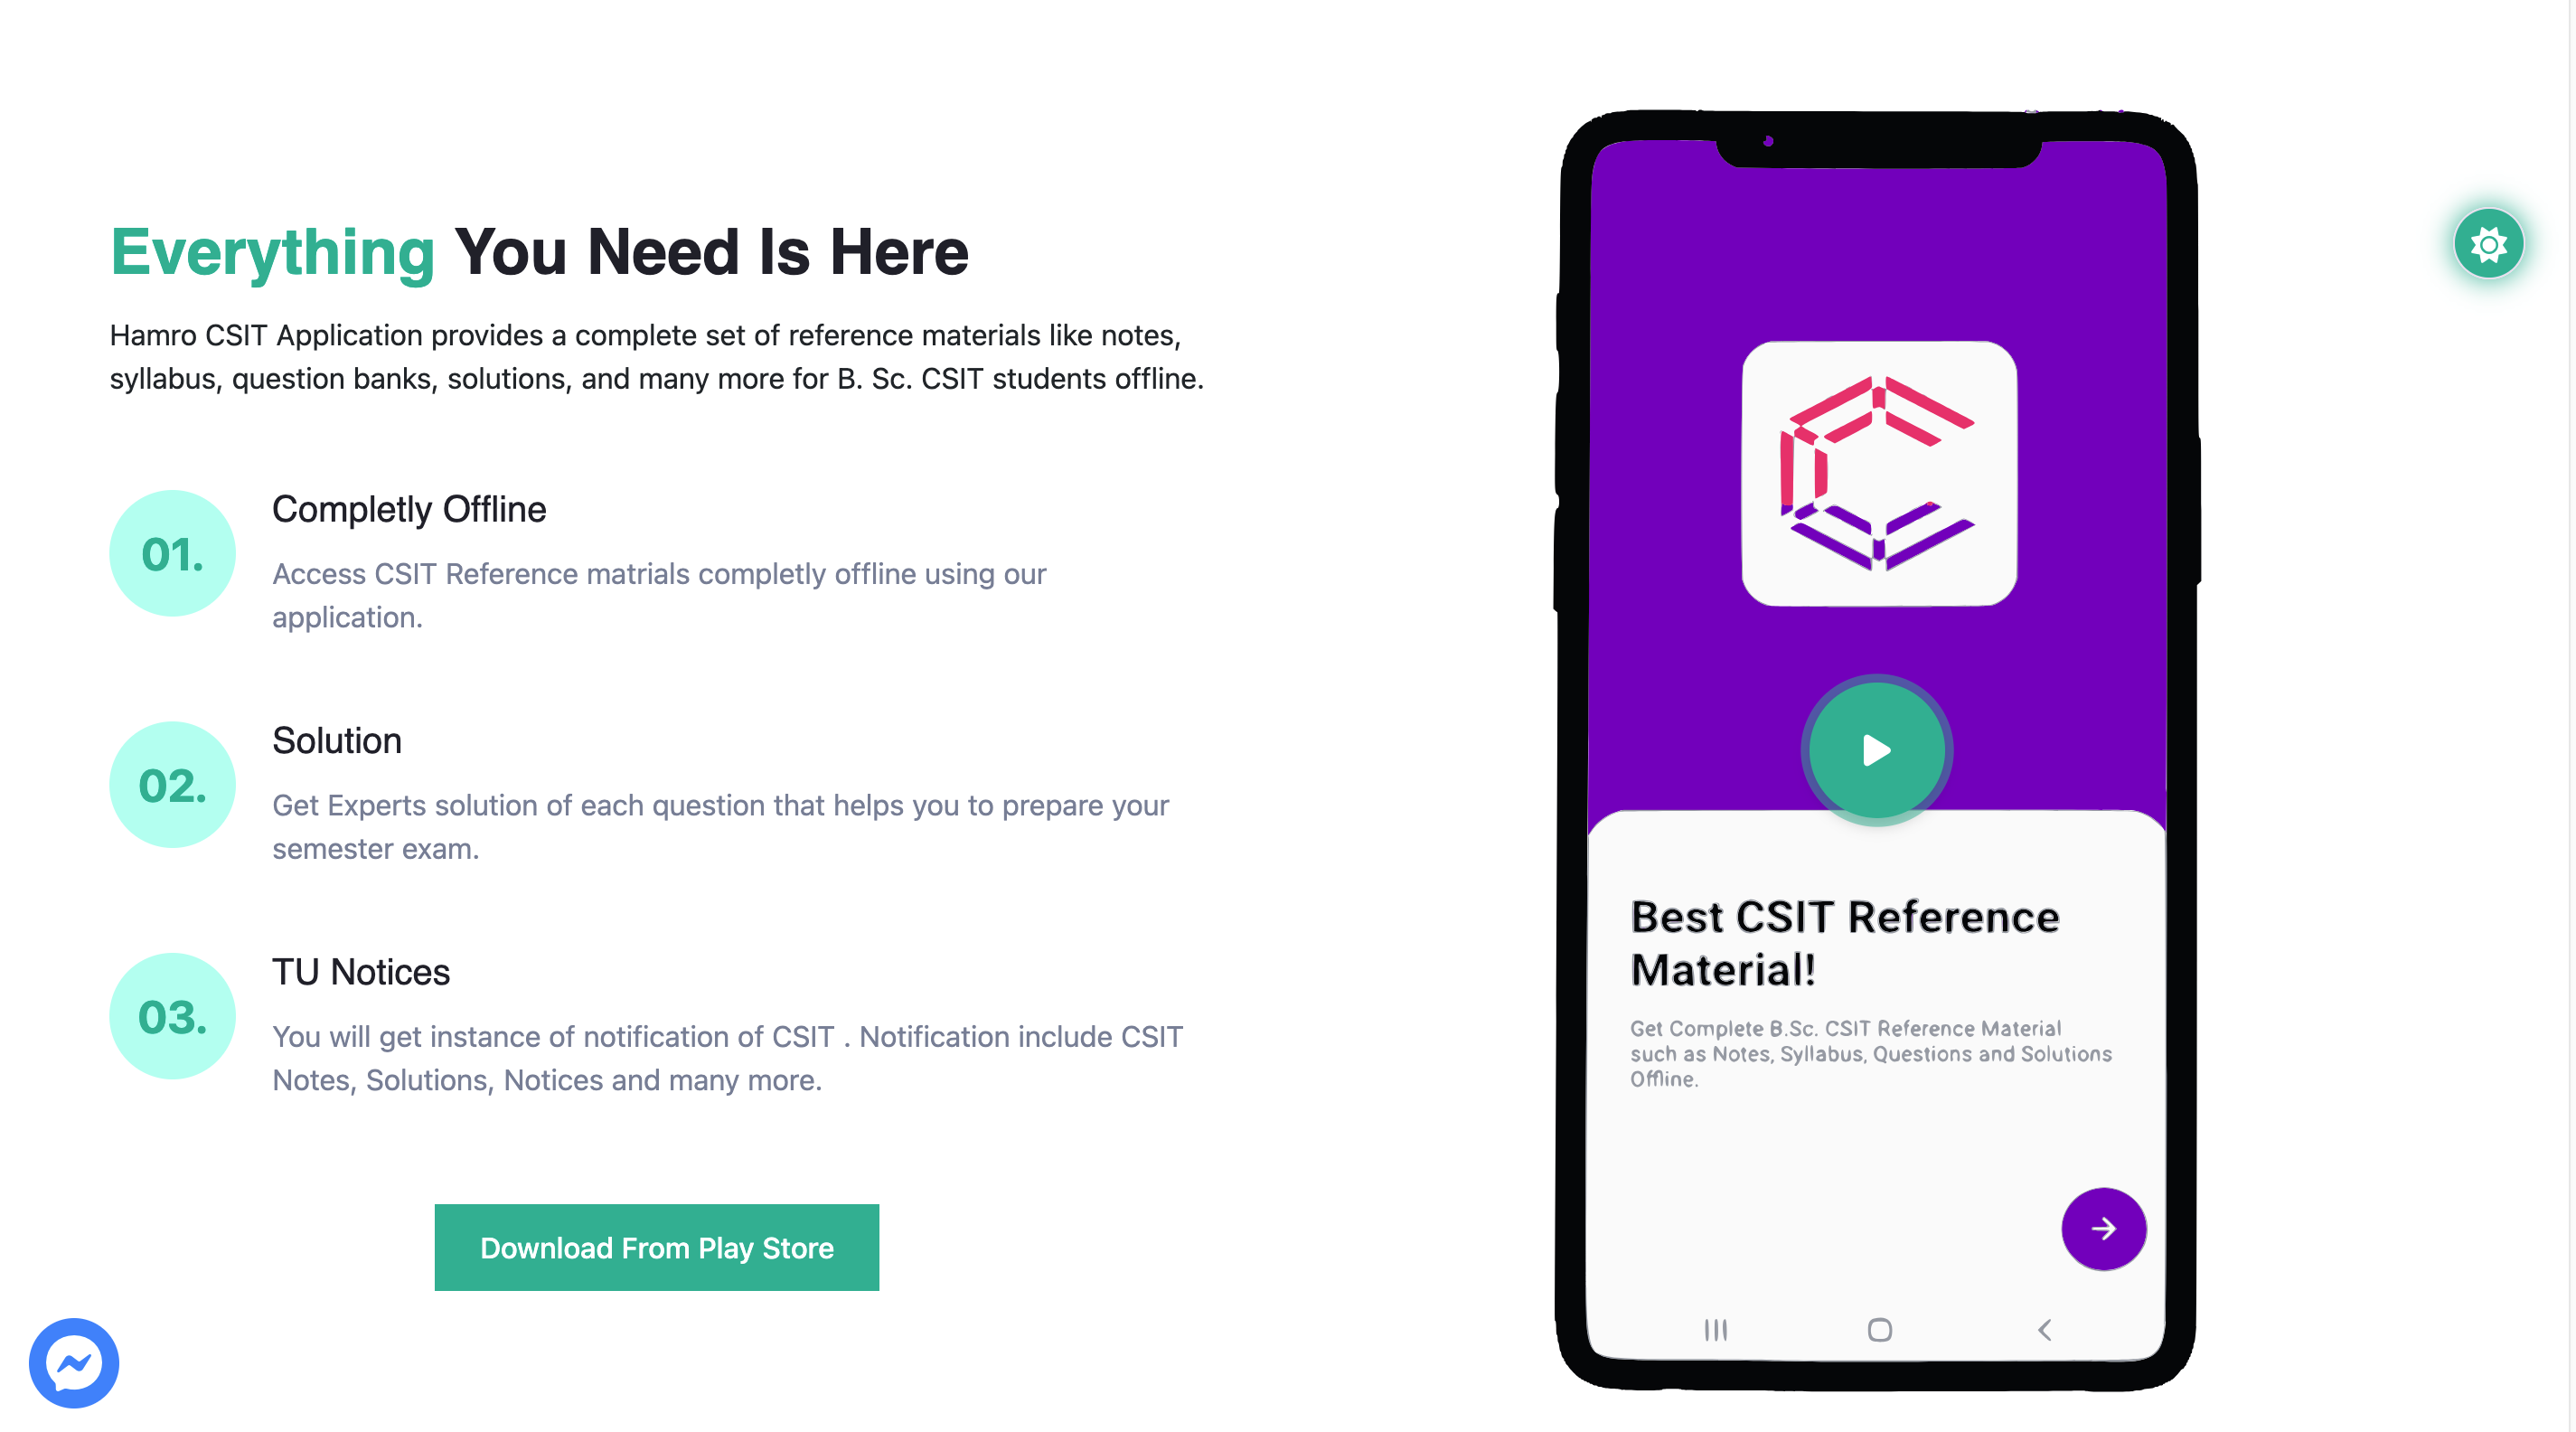 Everything You Need Is Here
Hamro CSIT Application provides a complete set of reference materials like notes,
syllabus, question banks, solutions, and many more for B. Sc. CSIT students offline.
01.
Completly Offline
Access CSIT Reference matrials completly offline using our
application.
02.
Solution
Get Experts solution of each question that helps you to prepare your
semester exam.
03.
TU Notices
You will get instance of notification of CSIT . Notification include CSIT
Notes, Solutions, Notices and many more.
Download From Play Store
Best CSIT Reference
Material!
Get Complete B.Sc. CSIT Reference Material
such as Notes, Syllabus, Questions and Solutions
Offline.